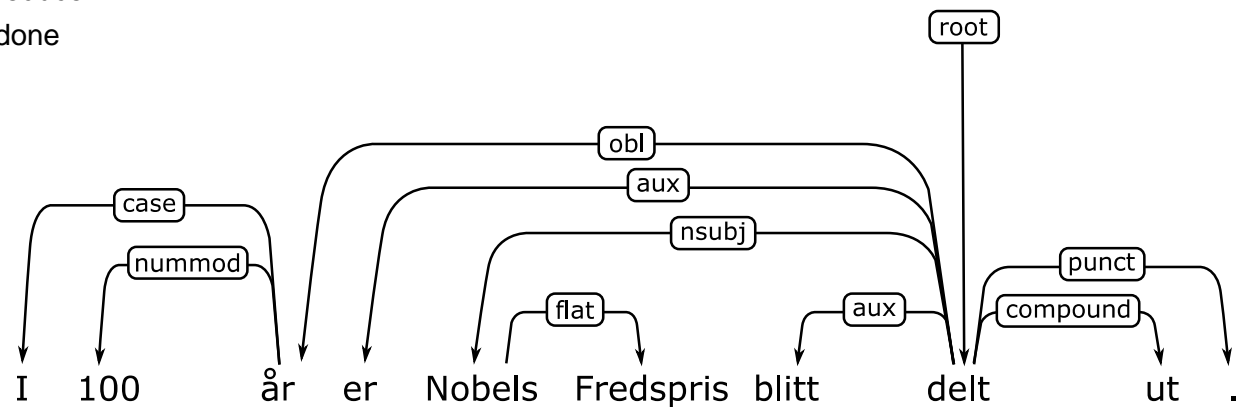 done
root
obl
aux
case
nsubj
nummod
punct
flat
aux
compound
I 100 år er Nobels Fredspris blitt delt ut .